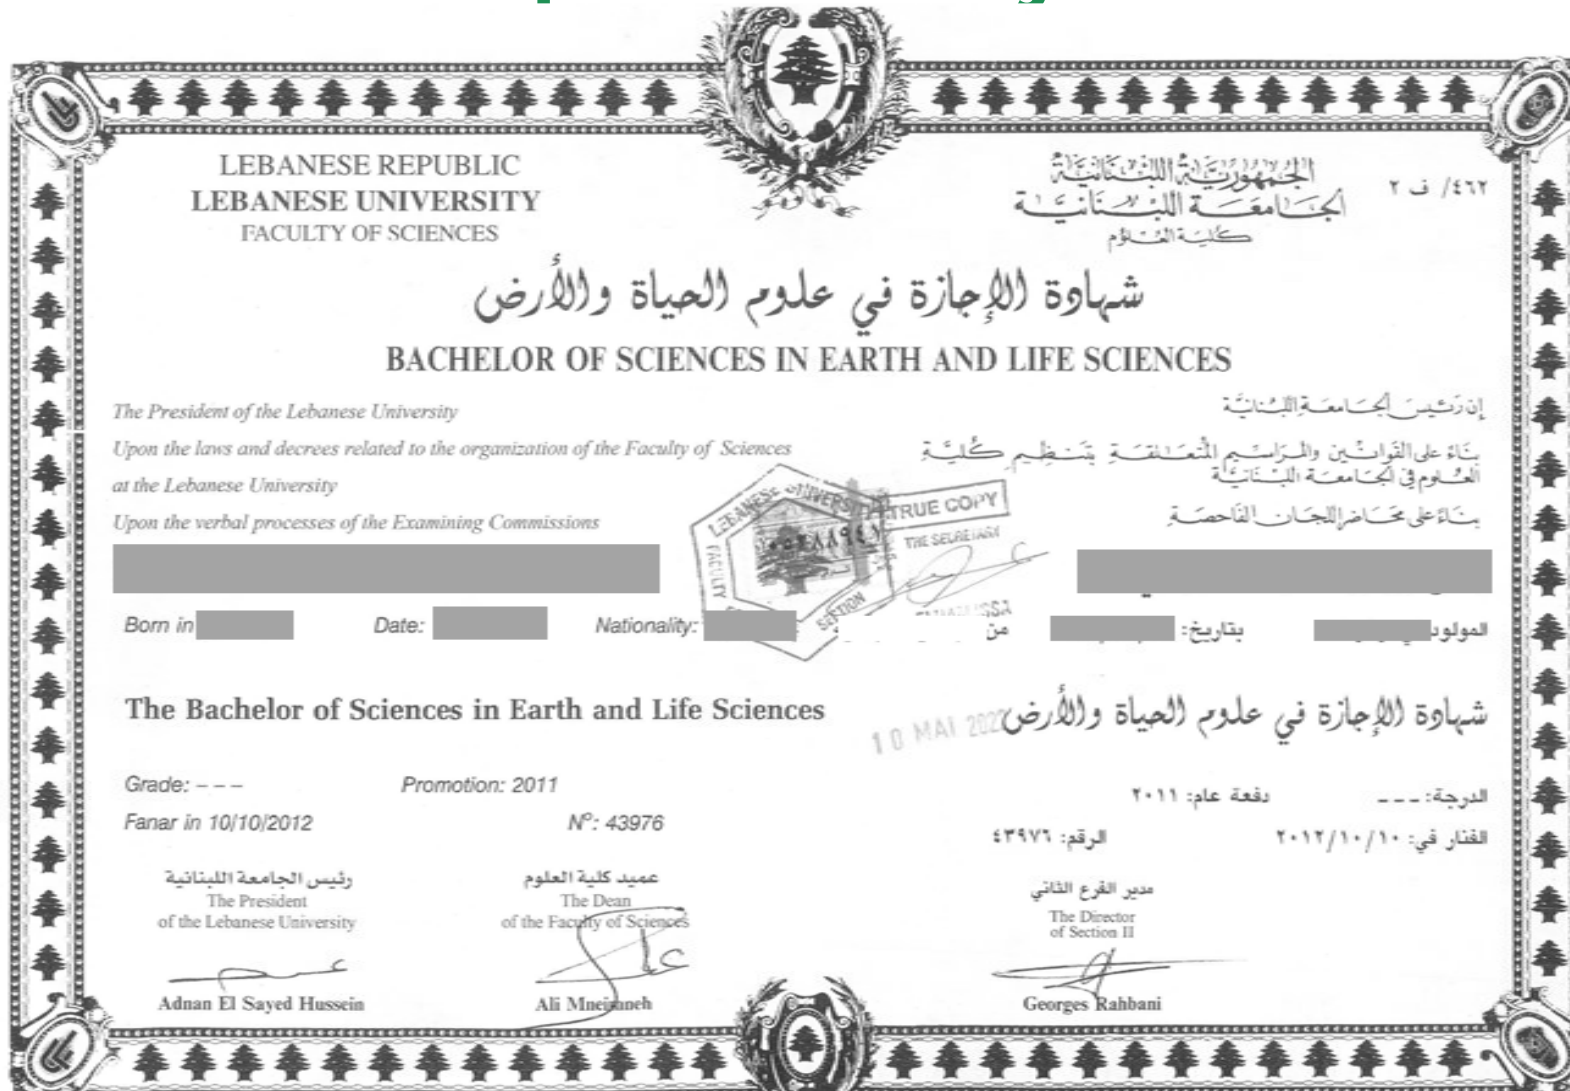 LEBANESE REPUBLIC
LEBANESE UNIVERSITY
FACULTY OF SCIENCES
الجمهورية اللبنانية
الجامعة اللبنانية
كلية العلوم
٤٦٢/ ف ٢
شهادة الإجازة في علوم الحياة والأرض
BACHELOR OF SCIENCES IN EARTH AND LIFE SCIENCES
The President of the Lebanese University
Upon the laws and decrees related to the organization of the Faculty of Sciences
at the Lebanese University
Upon the verbal processes of the Examining Commissions
إن رئيس الجامعة اللبنانية
بناءً على القوانين والمراسيم المتعلقة بتنظيم كلية
العلوم في الجامعة اللبنانية
بناءً على محاضر اللجان الفاحصة
LEBANESE UNIVERSITY
FACULTY
SECTION
TRUE COPY
THE SECRETARY
Born in
Date:
Nationality:
المولود
بتاريخ:
من
The Bachelor of Sciences in Earth and Life Sciences
شهادة الإجازة في علوم الحياة والأرض
10 MAI
Grade: – – –
Promotion: 2011
الدرجة: – – –
دفعة عام: ٢٠١١
Fanar in 10/10/2012
Nº: 43976
الفنار في: ٢٠١٢/١٠/١٠
الرقم: ٤٣٩٧٦
رئيس الجامعة اللبنانية
The President
of the Lebanese University
Adnan El Sayed Hussein
عميد كلية العلوم
The Dean
of the Faculty of Sciences
Ali Mneimneh
مدير الفرع الثاني
The Director
of Section II
Georges Rahbani